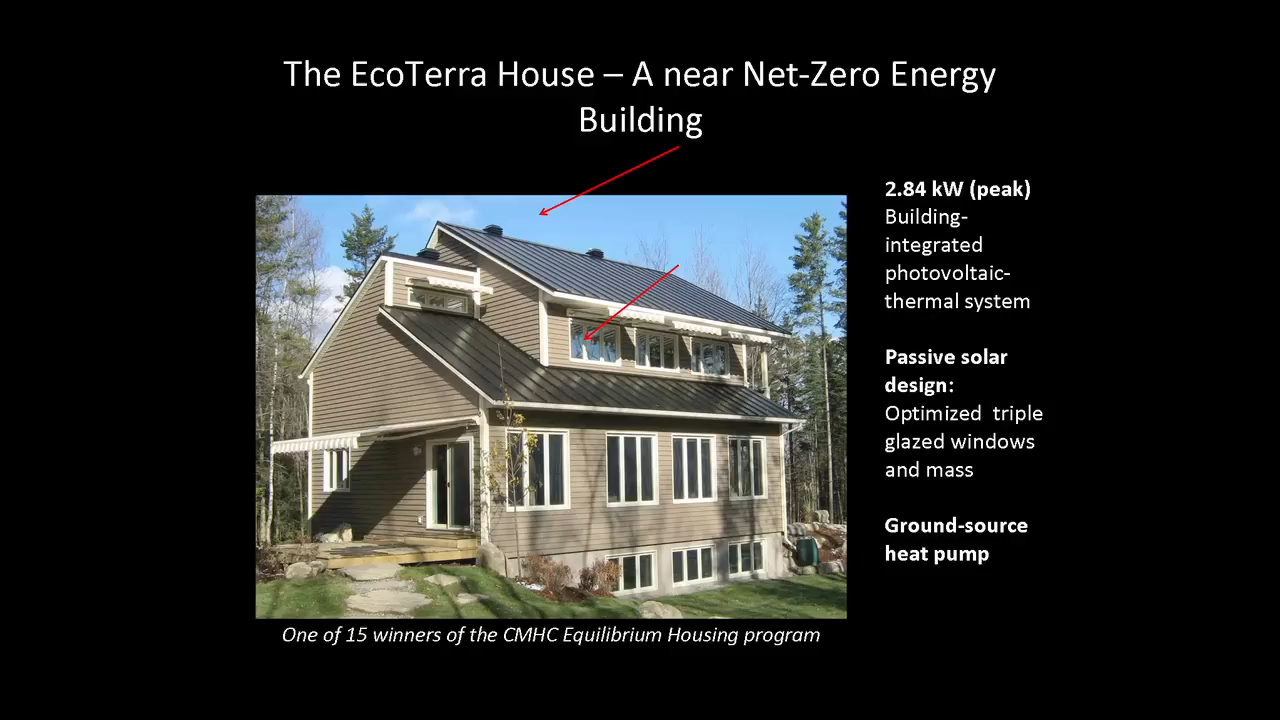 The EcoTerra House – A near Net-Zero Energy
Building
2.84 kW (peak)
Building-
integrated
photovoltaic-
thermal system
Passive solar
design:
Optimized triple
glazed windows
and mass
Ground-source
heat pump
One of 15 winners of the CMHC Equilibrium Housing program